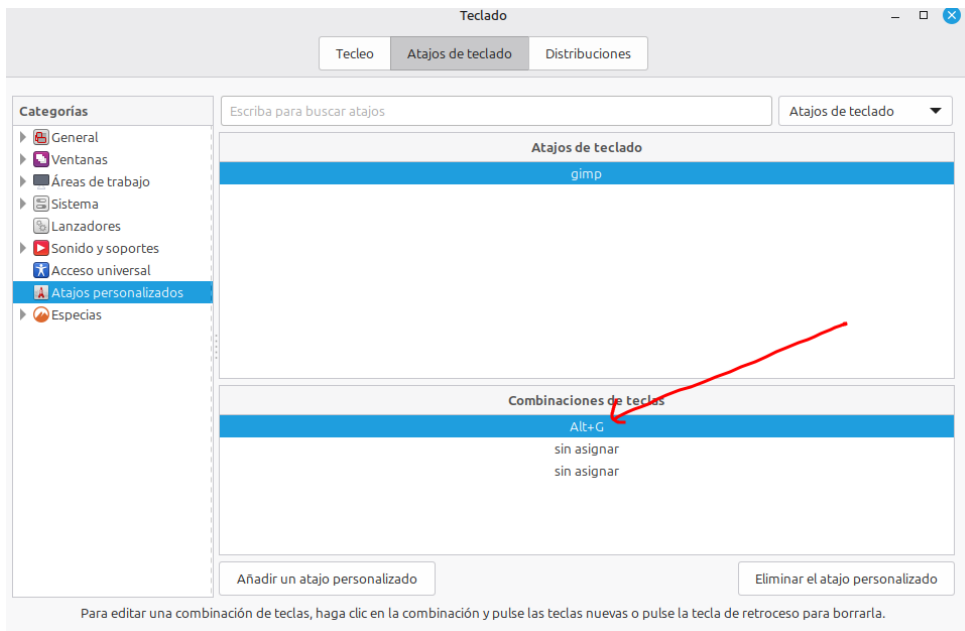 Teclado
Tecleo Atajos de teclado Distribuciones
Categorías
General
Ventanas
Áreas de trabajo
Sistema
Lanzadores
Sonido y soportes
Acceso universal
Atajos personalizados
Especias
Escriba para buscar atajos
Atajos de teclado
Atajos de teclado
gimp
Combinaciones de teclas
Alt+G
sin asignar
sin asignar
Añadir un atajo personalizado
Eliminar el atajo personalizado
Para editar una combinación de teclas, haga clic en la combinación y pulse las teclas nuevas o pulse la tecla de retroceso para borrarla.